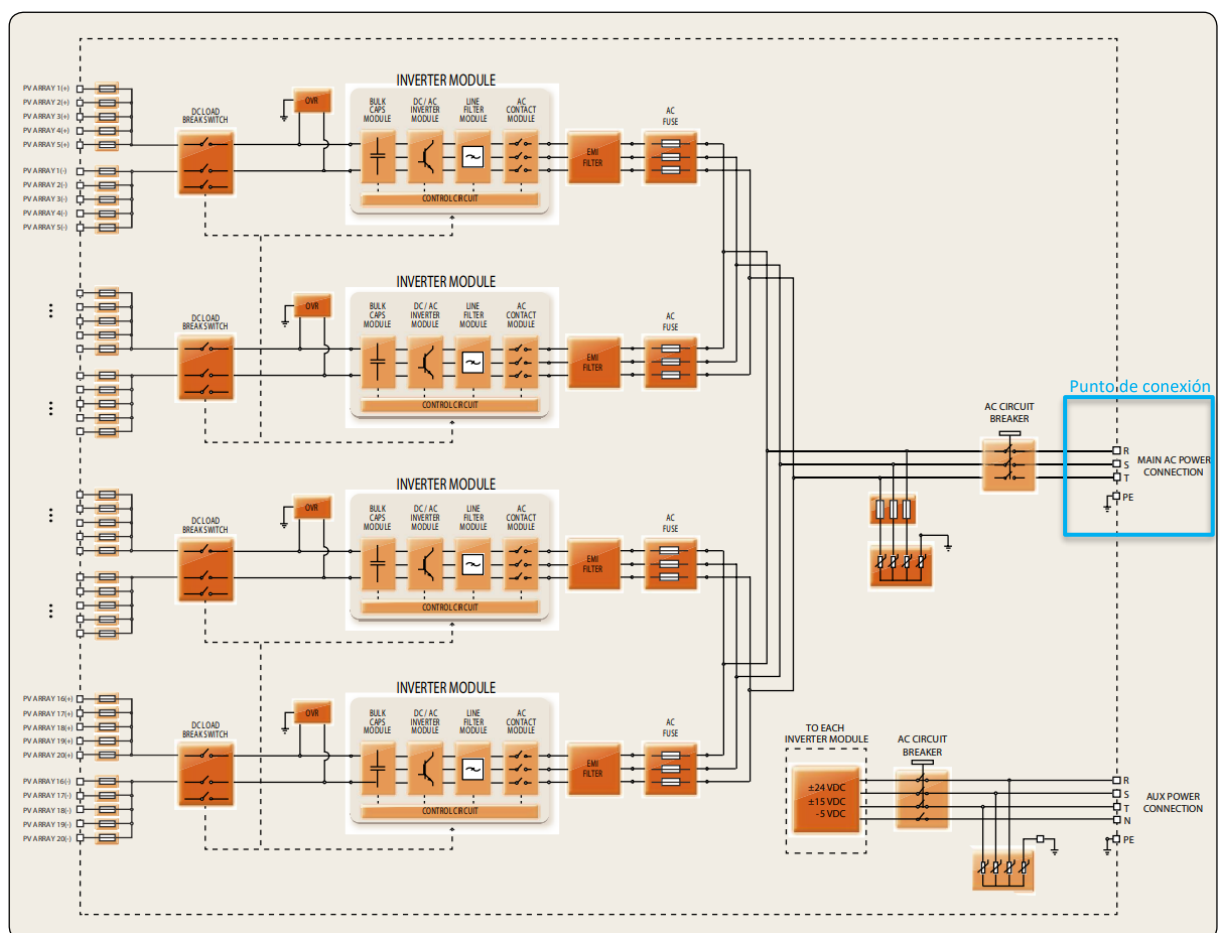 INVERTER MODULE
PV ARRAY 1(+)
PV ARRAY 2(+)
PV ARRAY 3(+)
PV ARRAY 4(+)
PV ARRAY 5(+)
PV ARRAY 1(-)
PV ARRAY 2(-)
PV ARRAY 3(-)
PV ARRAY 4(-)
PV ARRAY 5(-)
DC LOAD
BREAK SWITCH
OVR
BULK
CAPS
MODULE
DC / AC
INVERTER
MODULE
LINE
FILTER
MODULE
AC
CONTACT
MODULE
CONTROL CIRCUIT
EMI
FILTER
AC
FUSE
INVERTER MODULE
DC LOAD
BREAK SWITCH
OVR
BULK
CAPS
MODULE
DC / AC
INVERTER
MODULE
LINE
FILTER
MODULE
AC
CONTACT
MODULE
CONTROL CIRCUIT
EMI
FILTER
AC
FUSE
Punto de conexión
AC CIRCUIT
BREAKER
R
S
T
PE
MAIN AC POWER
CONNECTION
INVERTER MODULE
DC LOAD
BREAK SWITCH
OVR
BULK
CAPS
MODULE
DC / AC
INVERTER
MODULE
LINE
FILTER
MODULE
AC
CONTACT
MODULE
CONTROL CIRCUIT
EMI
FILTER
AC
FUSE
INVERTER MODULE
PV ARRAY 16(+)
PV ARRAY 17(+)
PV ARRAY 18(+)
PV ARRAY 19(+)
PV ARRAY 20(+)
PV ARRAY 16(-)
PV ARRAY 17(-)
PV ARRAY 18(-)
PV ARRAY 19(-)
PV ARRAY 20(-)
DC LOAD
BREAK SWITCH
OVR
BULK
CAPS
MODULE
DC / AC
INVERTER
MODULE
LINE
FILTER
MODULE
AC
CONTACT
MODULE
CONTROL CIRCUIT
EMI
FILTER
AC
FUSE
TO EACH
INVERTER MODULE
±24 VDC
±15 VDC
-5 VDC
AC CIRCUIT
BREAKER
R
S
T
N
PE
AUX POWER
CONNECTION